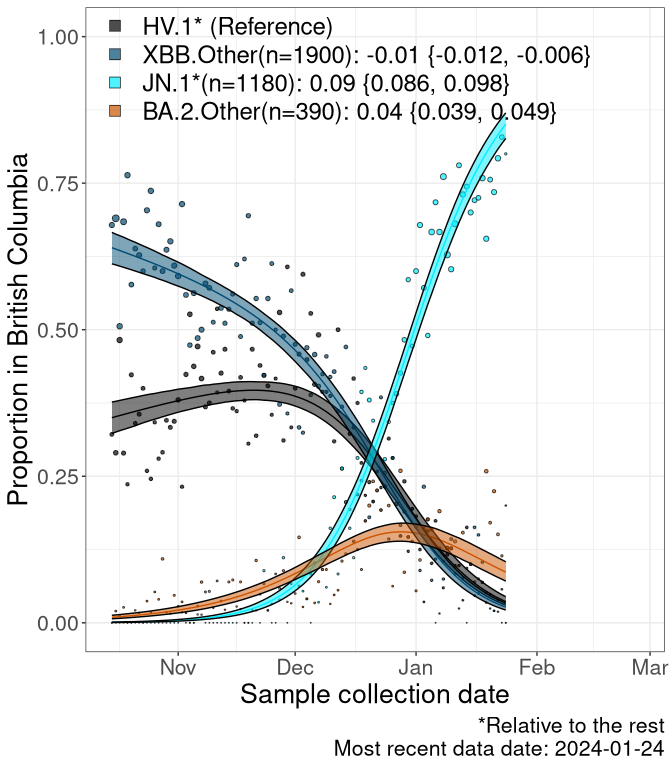 HV.1* (Reference)
XBB.Other(n=1900): -0.01 {-0.012, -0.006}
JN.1*(n=1180): 0.09 {0.086, 0.098}
BA.2.Other(n=390): 0.04 {0.039, 0.049}
1.00
0.75
0.50
0.25
0.00
Proportion in British Columbia
Nov Dec Jan Feb Mar
Sample collection date
*Relative to the rest
Most recent data date: 2024-01-24